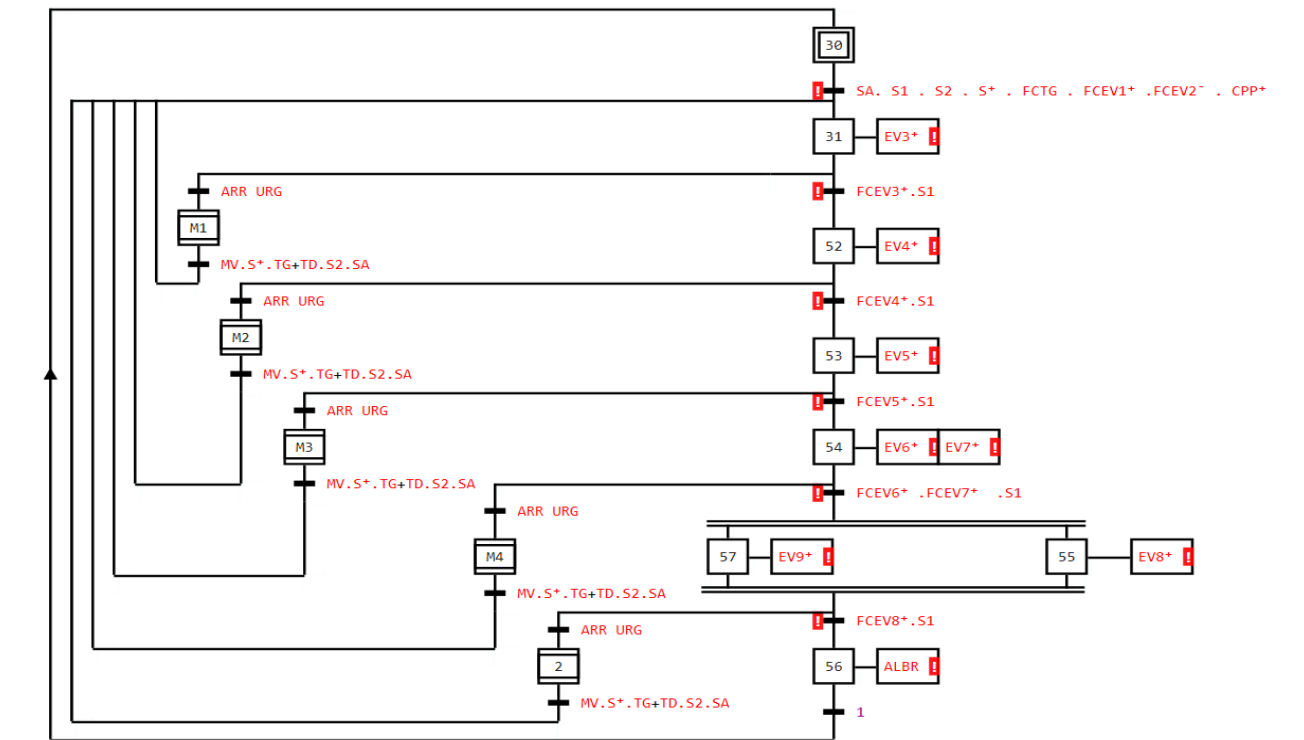 30
! SA. S1 . S2 . S⁺ . FCTG . FCEV1⁺ .FCEV2⁻ . CPP⁺
31 EV3⁺ !
ARR URG ! FCEV3⁺.S1
M1
52 EV4⁺ !
MV.S⁺.TG+TD.S2.SA
ARR URG ! FCEV4⁺.S1
M2
53 EV5⁺ !
MV.S⁺.TG+TD.S2.SA
! FCEV5⁺.S1
ARR URG
M3 54 EV6⁺ ! EV7⁺ !
MV.S⁺.TG+TD.S2.SA
! FCEV6⁺ .FCEV7⁺ .S1
ARR URG
M4 57 EV9⁺ ! 55 EV8⁺ !
MV.S⁺.TG+TD.S2.SA
! FCEV8⁺.S1
ARR URG
2 56 ALBR !
MV.S⁺.TG+TD.S2.SA
1